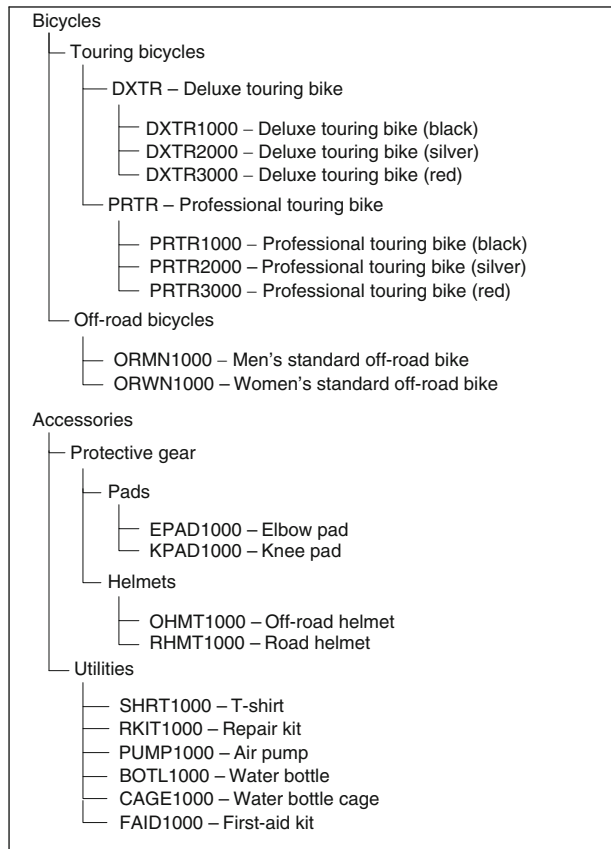 Bicycles
Touring bicycles
DXTR – Deluxe touring bike
DXTR1000 – Deluxe touring bike (black)
DXTR2000 – Deluxe touring bike (silver)
DXTR3000 – Deluxe touring bike (red)
PRTR – Professional touring bike
PRTR1000 – Professional touring bike (black)
PRTR2000 – Professional touring bike (silver)
PRTR3000 – Professional touring bike (red)
Off-road bicycles
ORMN1000 – Men's standard off-road bike
ORWN1000 – Women's standard off-road bike
Accessories
Protective gear
Pads
EPAD1000 – Elbow pad
KPAD1000 – Knee pad
Helmets
OHMT1000 – Off-road helmet
RHMT1000 – Road helmet
Utilities
SHRT1000 – T-shirt
RKIT1000 – Repair kit
PUMP1000 – Air pump
BOTL1000 – Water bottle
CAGE1000 – Water bottle cage
FAID1000 – First-aid kit